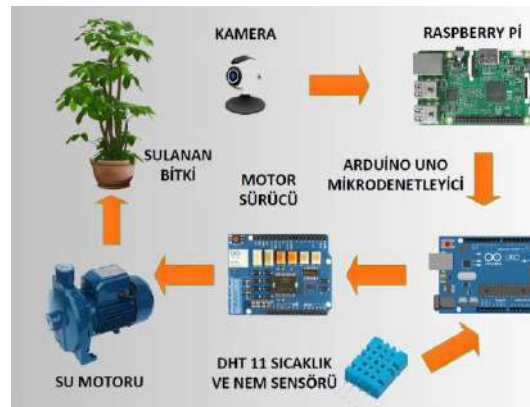 KAMERA
RASPBERRY Pİ
SULANAN
BİTKİ
MOTOR
SÜRÜCÜ
ARDUİNO UNO
MİKRODENETLEYİCİ
UNO
DHT 11 SICAKLIK
VE NEM SENSÖRÜ
SU MOTORU